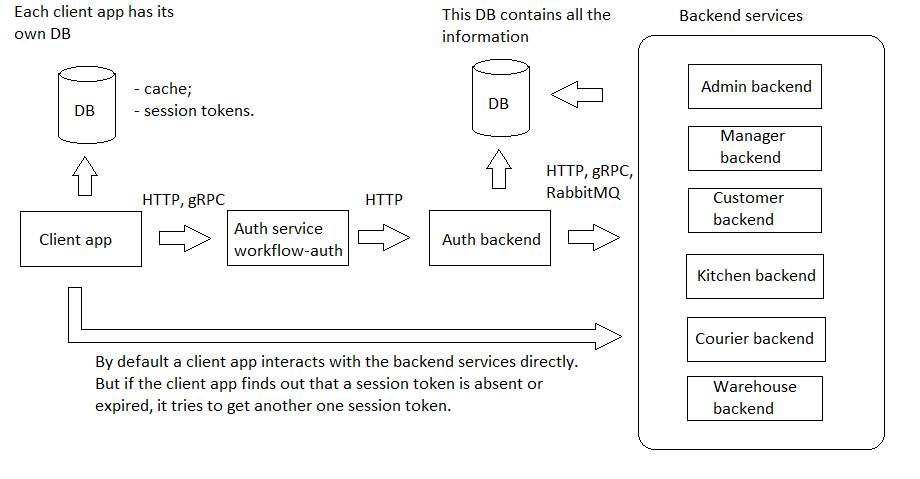 Each client app has its
own DB
This DB contains all the
information
Backend services
DB
- cache;
- session tokens.
DB
Admin backend
Manager
backend
HTTP, gRPC,
RabbitMQ
HTTP, gRPC
HTTP
Customer
backend
Client app
Auth service
workflow-auth
Auth backend
Kitchen backend
Courier backend
By default a client app interacts with the backend services directly.
But if the client app finds out that a session token is absent or
expired, it tries to get another one session token.
Warehouse
backend